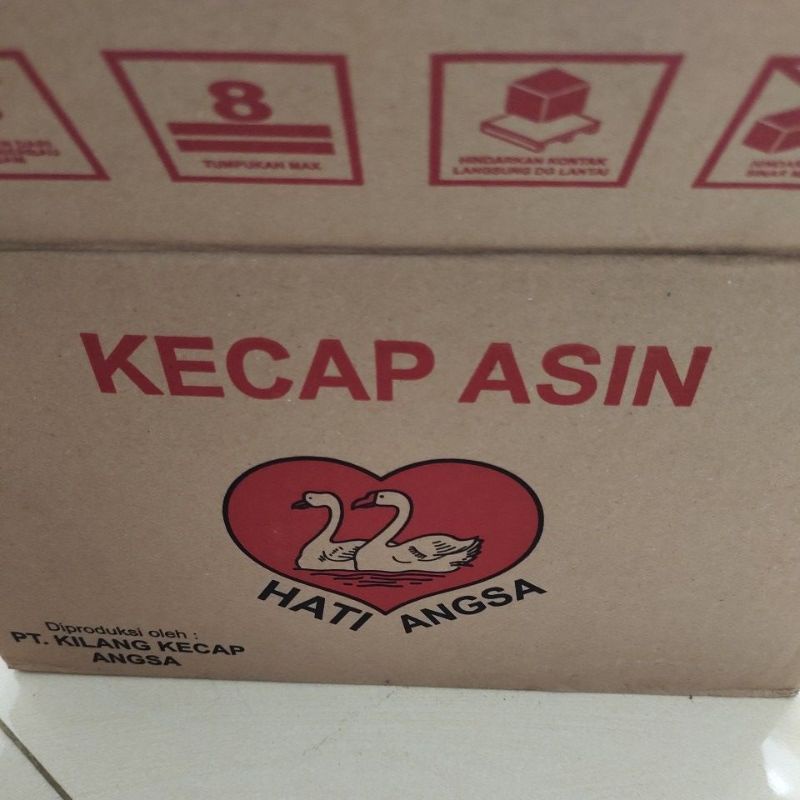 8
TUMPUKAN MAX
HINDARKAN KONTAK
LANGSUNG DG LANTAI
KECAP ASIN
HATI ANGSA
Diproduksi oleh :
PT. KILANG KECAP
ANGSA